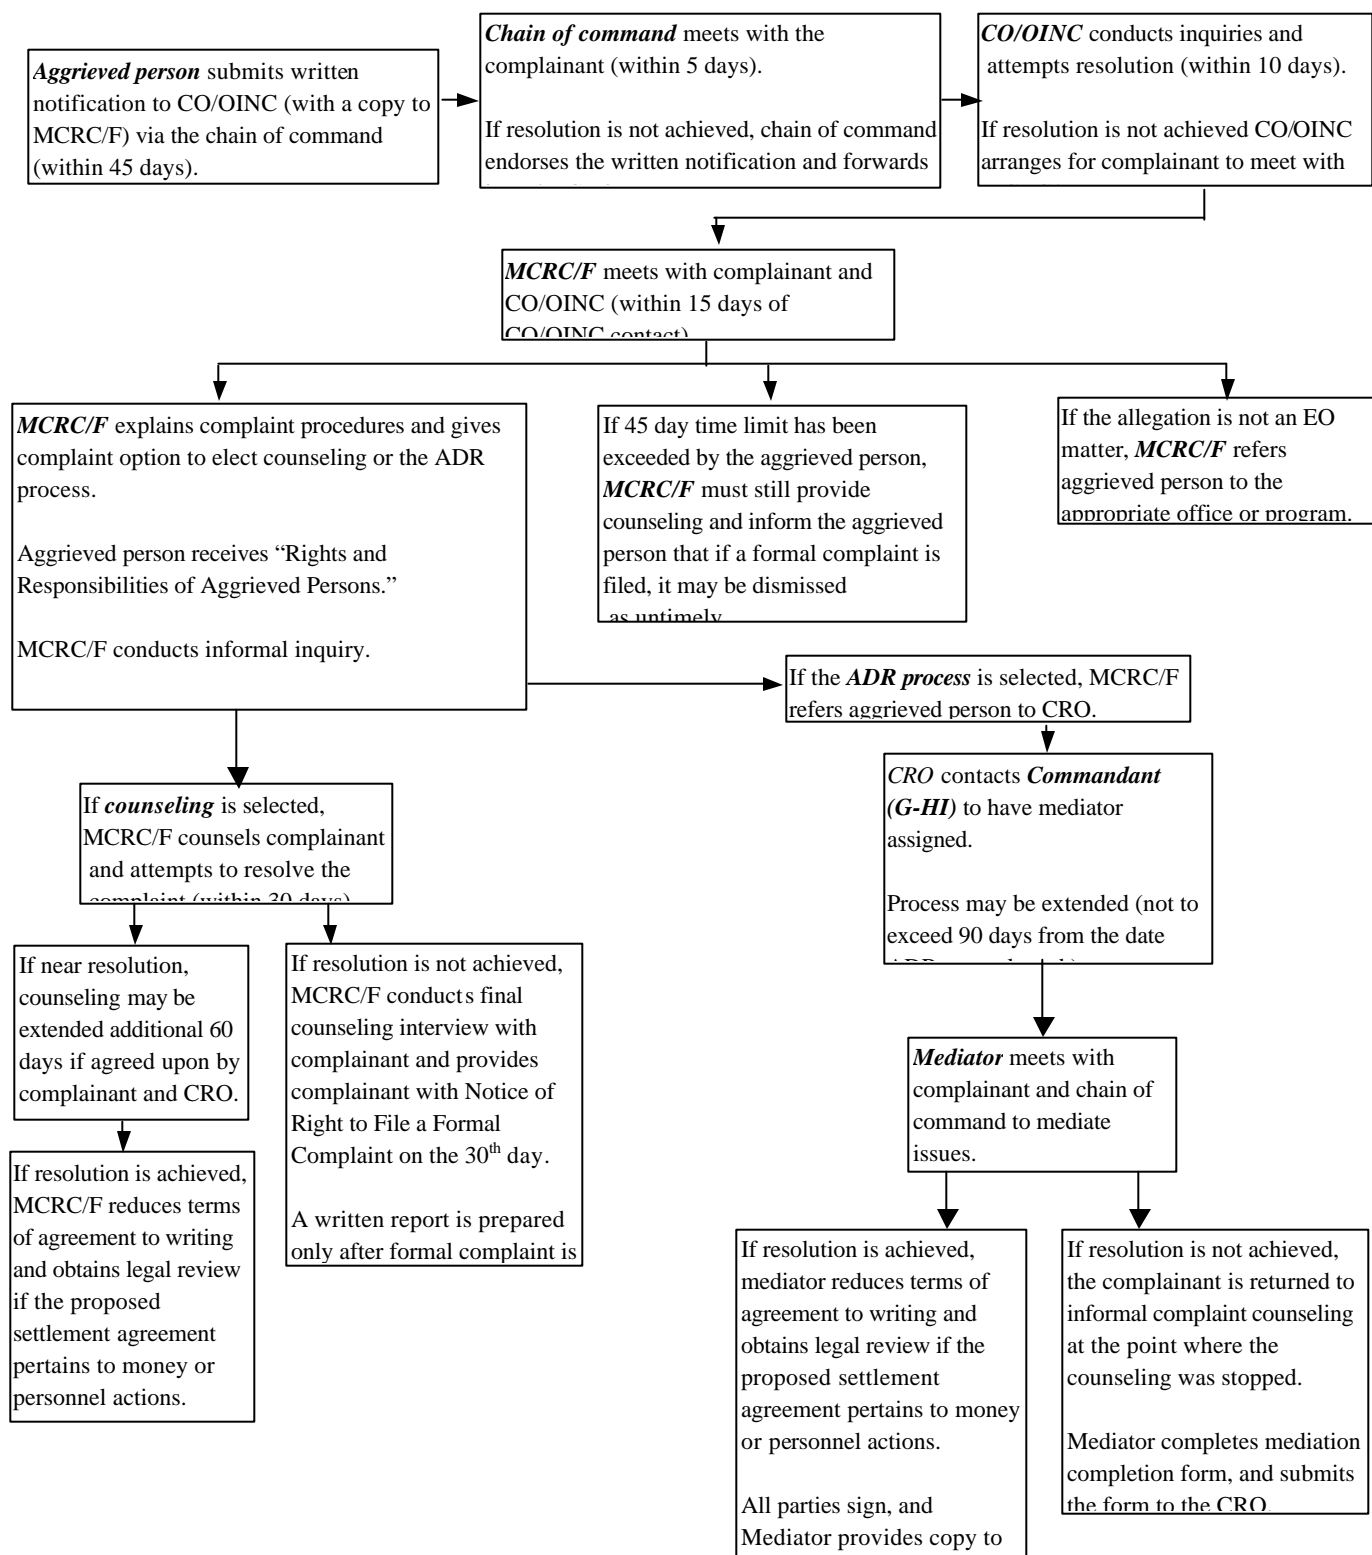 Aggrieved person submits written
notification to CO/OINC (with a copy to
MCRC/F) via the chain of command
(within 45 days).
Chain of command meets with the
complainant (within 5 days).
If resolution is not achieved, chain of command
endorses the written notification and forwards
CO/OINC conducts inquiries and
attempts resolution (within 10 days).
If resolution is not achieved CO/OINC
arranges for complainant to meet with
MCRC/F meets with complainant and
CO/OINC (within 15 days of
CO/OINC contact)
MCRC/F explains complaint procedures and gives
complaint option to elect counseling or the ADR
process.
Aggrieved person receives “Rights and
Responsibilities of Aggrieved Persons.”
MCRC/F conducts informal inquiry.
If 45 day time limit has been
exceeded by the aggrieved person,
MCRC/F must still provide
counseling and inform the aggrieved
person that if a formal complaint is
filed, it may be dismissed
as untimely
If the allegation is not an EO
matter, MCRC/F refers
aggrieved person to the
appropriate office or program.
If the ADR process is selected, MCRC/F
refers aggrieved person to CRO.
If counseling is selected,
MCRC/F counsels complainant
and attempts to resolve the
complaint (within 30 days)
CRO contacts Commandant
(G-HI) to have mediator
assigned.
Process may be extended (not to
exceed 90 days from the date
If near resolution,
counseling may be
extended additional 60
days if agreed upon by
complainant and CRO.
If resolution is not achieved,
MCRC/F conducts final
counseling interview with
complainant and provides
complainant with Notice of
Right to File a Formal
Complaint on the 30th day.
A written report is prepared
only after formal complaint is
Mediator meets with
complainant and chain of
command to mediate
issues.
If resolution is achieved,
MCRC/F reduces terms
of agreement to writing
and obtains legal review
if the proposed
settlement agreement
pertains to money or
personnel actions.
If resolution is achieved,
mediator reduces terms of
agreement to writing and
obtains legal review if the
proposed settlement
agreement pertains to money
or personnel actions.
All parties sign, and
Mediator provides copy to
If resolution is not achieved,
the complainant is returned to
informal complaint counseling
at the point where the
counseling was stopped.
Mediator completes mediation
completion form, and submits
the form to the CRO.